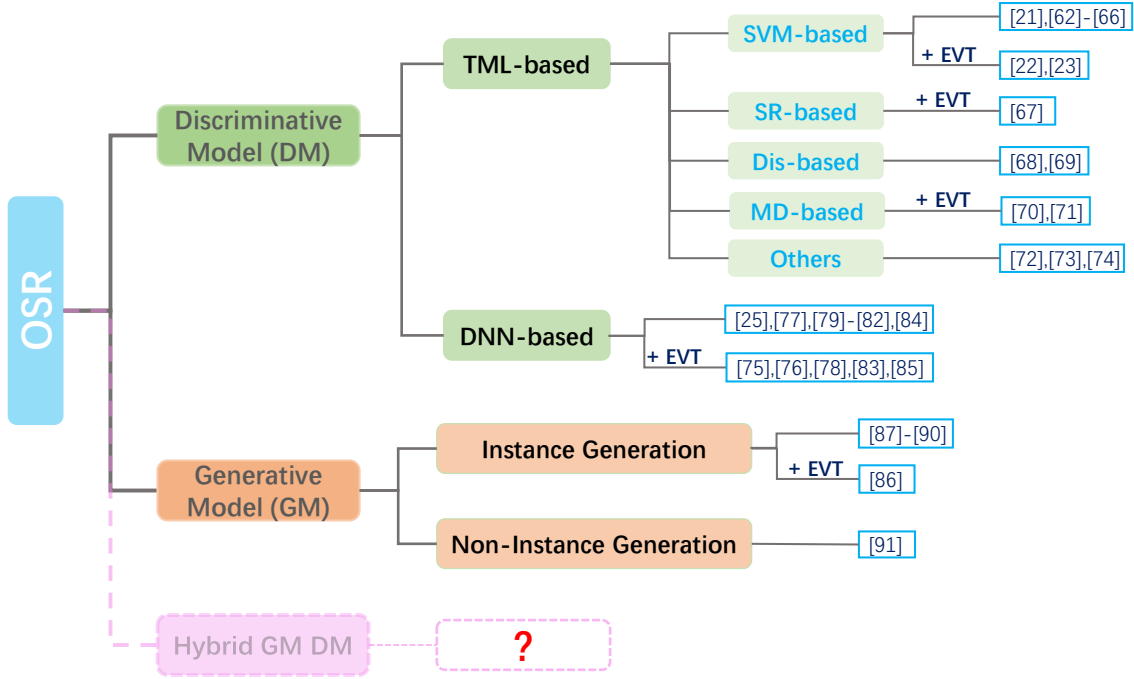 OSR
Discriminative
Model (DM)
TML-based
SVM-based
[21],[62]-[66]
+ EVT
[22],[23]
SR-based
+ EVT
[67]
Dis-based
[68],[69]
MD-based
+ EVT
[70],[71]
Others
[72],[73],[74]
DNN-based
[25],[77],[79]-[82],[84]
+ EVT
[75],[76],[78],[83],[85]
Generative
Model (GM)
Instance Generation
[87]-[90]
+ EVT
[86]
Non-Instance Generation
[91]
Hybrid GM DM
?